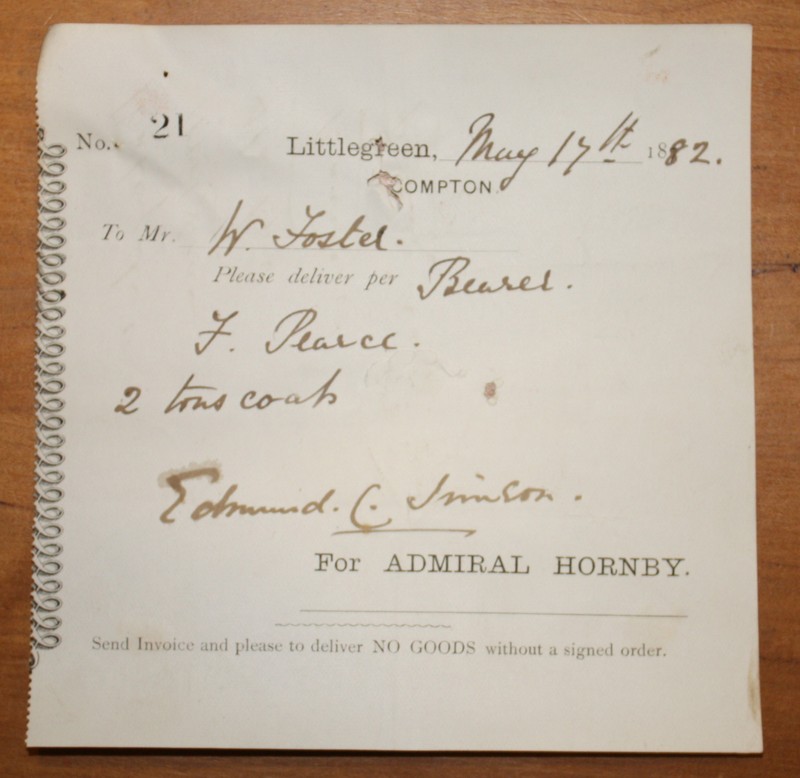 No. 21
Littlegreen, May 17th 1882.
COMPTON.
To Mr. W. Foster.
Please deliver per Bearer.
F. Pearce.
2 tons coals
Edmund. C.
For ADMIRAL HORNBY.
Send Invoice and please to deliver NO GOODS without a signed order.